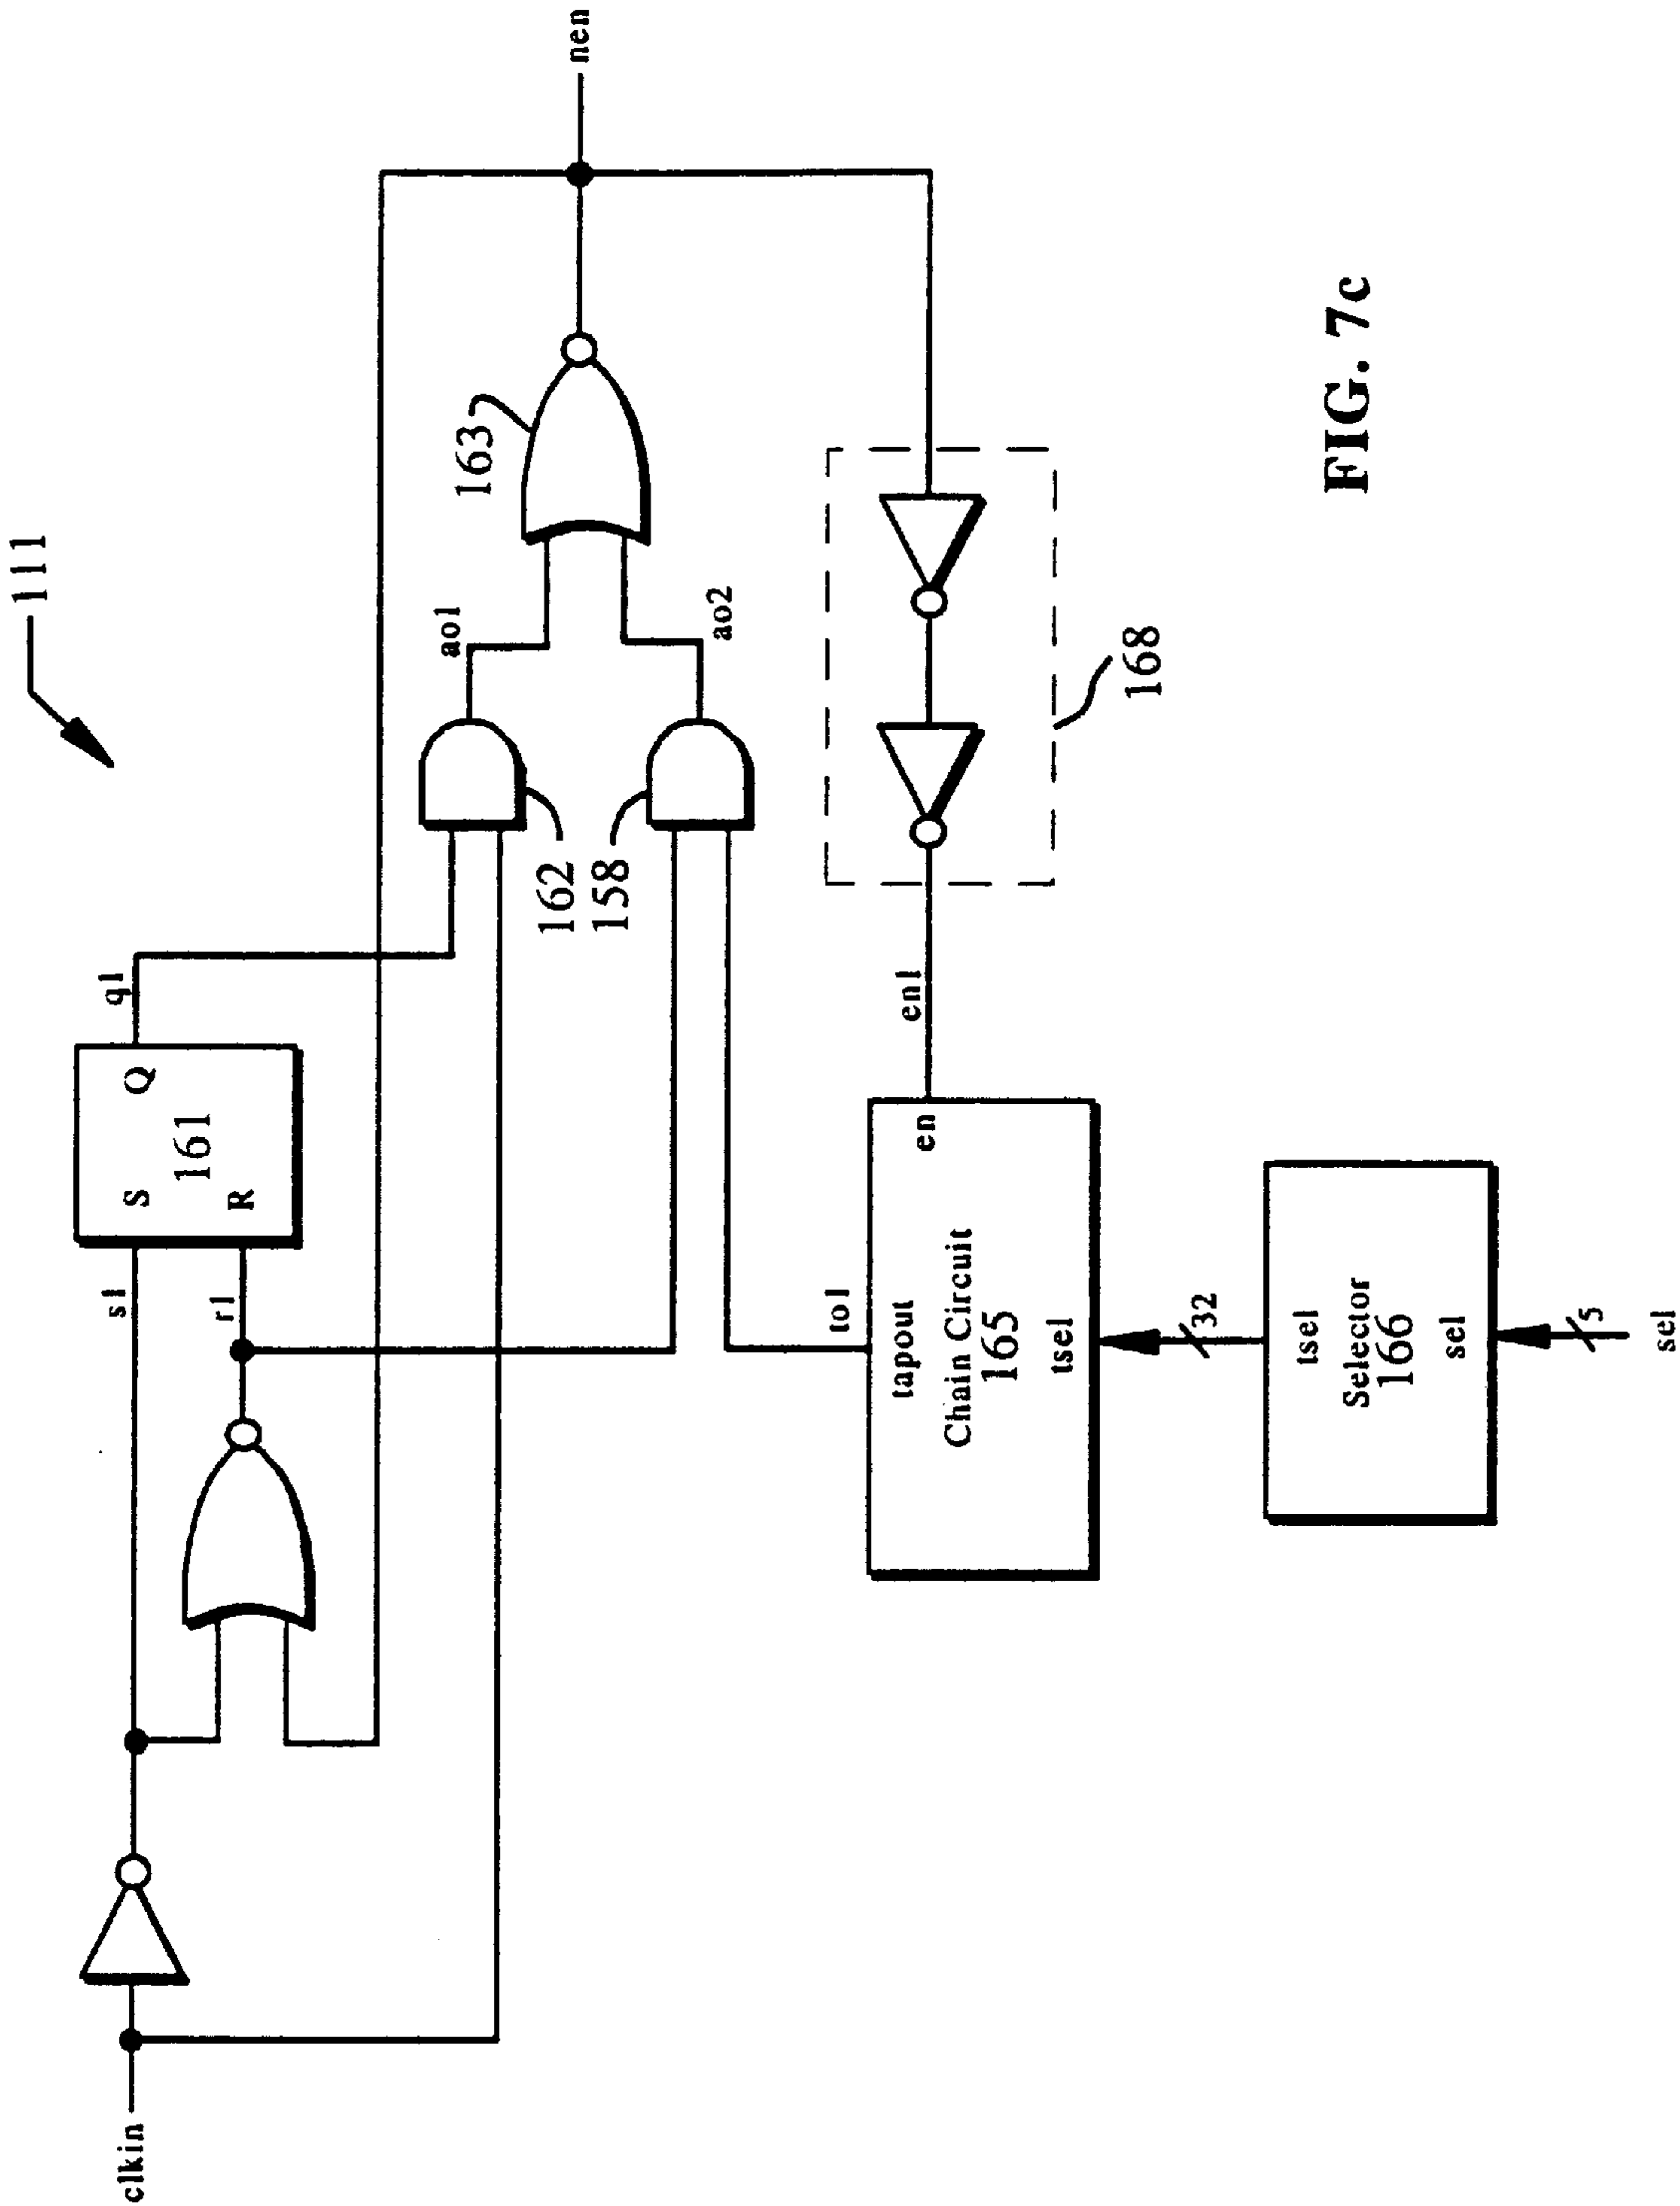 111
clkin
s1
r1
S
R
161
Q
q1
162
158
ao1
ao2
163
nen
168
en1
en
tapout
Chain Circuit
165
tsel
to1
32
tsel
Selector
166
sel
5
sel
FIG. 7c